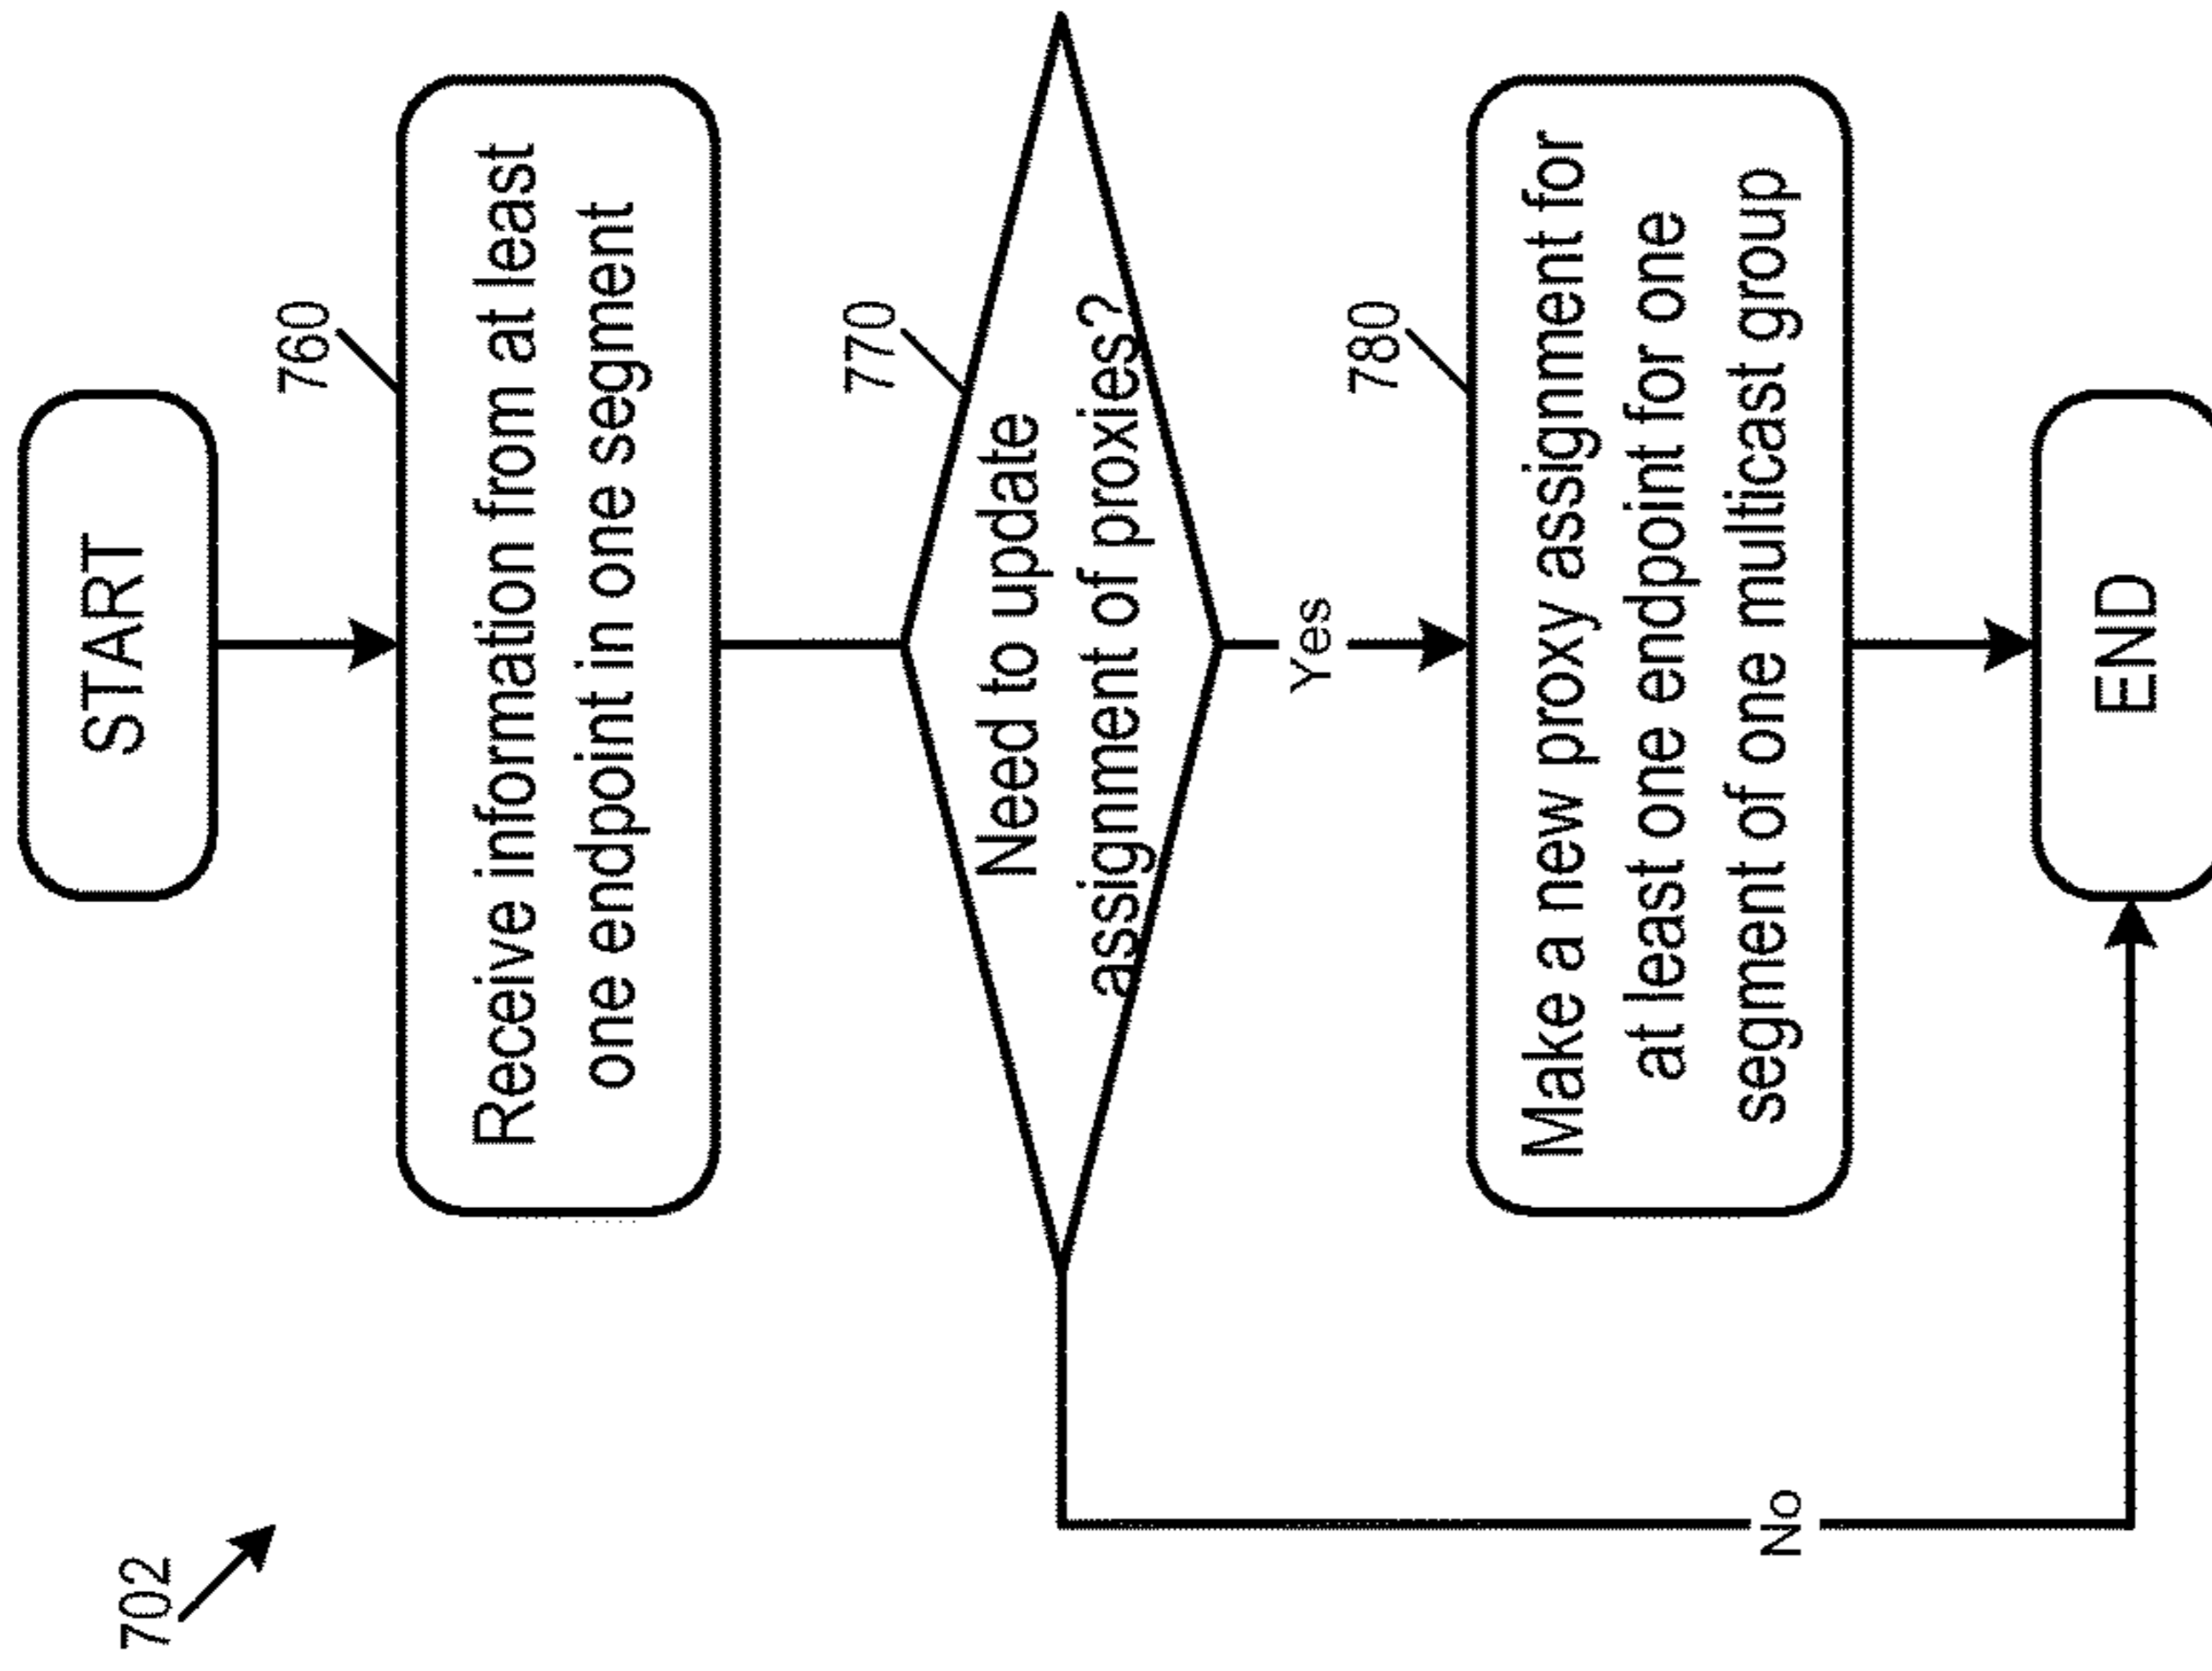 702
START
760
Receive information from at least
one endpoint in one segment
770
Need to update
assignment of proxies?
Yes
780
Make a new proxy assignment for
at least one endpoint for one
segment of one multicast group
No
END